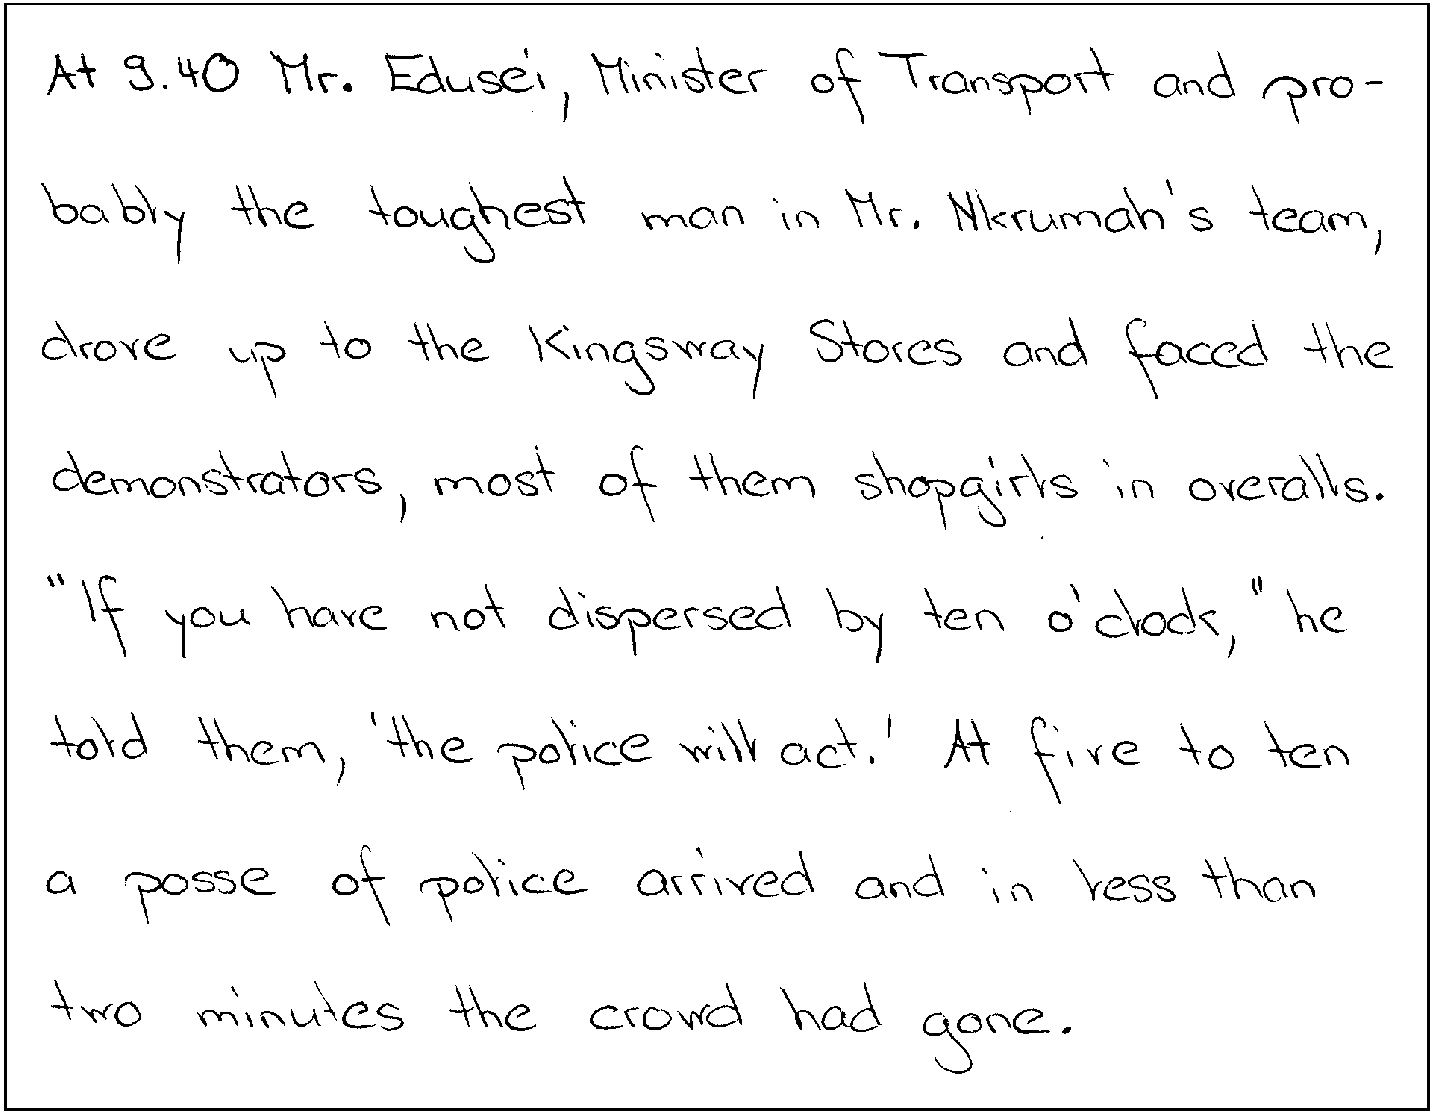 At 9.40 Mr. Edusei, Minister of Transport and pro-
bably the toughest man in Mr. Nkrumah's team,
drove up to the Kingsway Stores and faced the
demonstrators, most of them shopgirls in overalls.
"If you have not dispersed by ten o'clock," he
told them, 'the police will act.' At five to ten
a posse of police arrived and in less than
two minutes the crowd had gone.